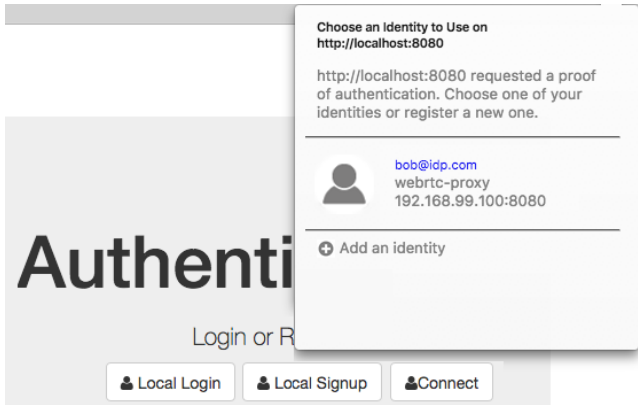 Choose an Identity to Use on
http://localhost:8080
http://localhost:8080 requested a proof
of authentication. Choose one of your
identities or register a new one.
bob@idp.com
webrtc-proxy
192.168.99.100:8080
Add an identity
Authenti
Login or R
Local Login
Local Signup
Connect